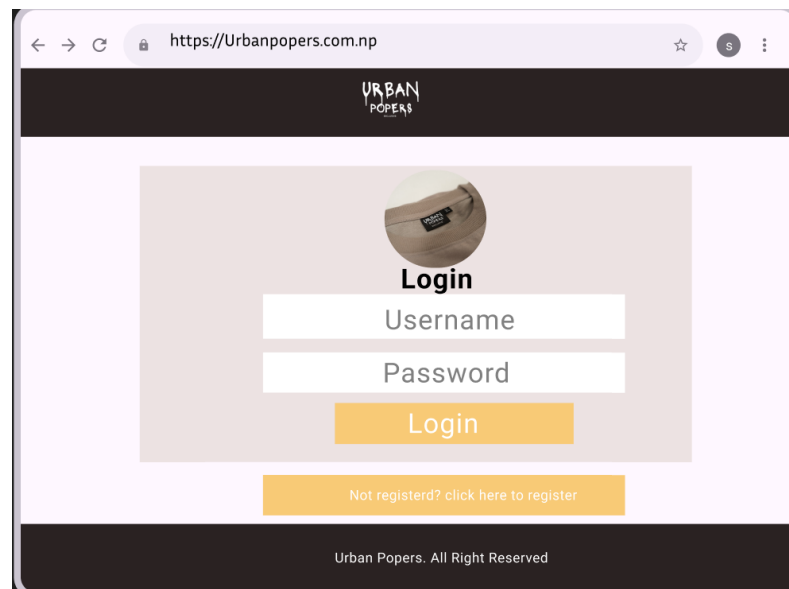 https://Urbanpopers.com.np
s
URBAN
POPERS
Login
Username
Password
Login
Not registerd? click here to register
Urban Popers. All Right Reserved